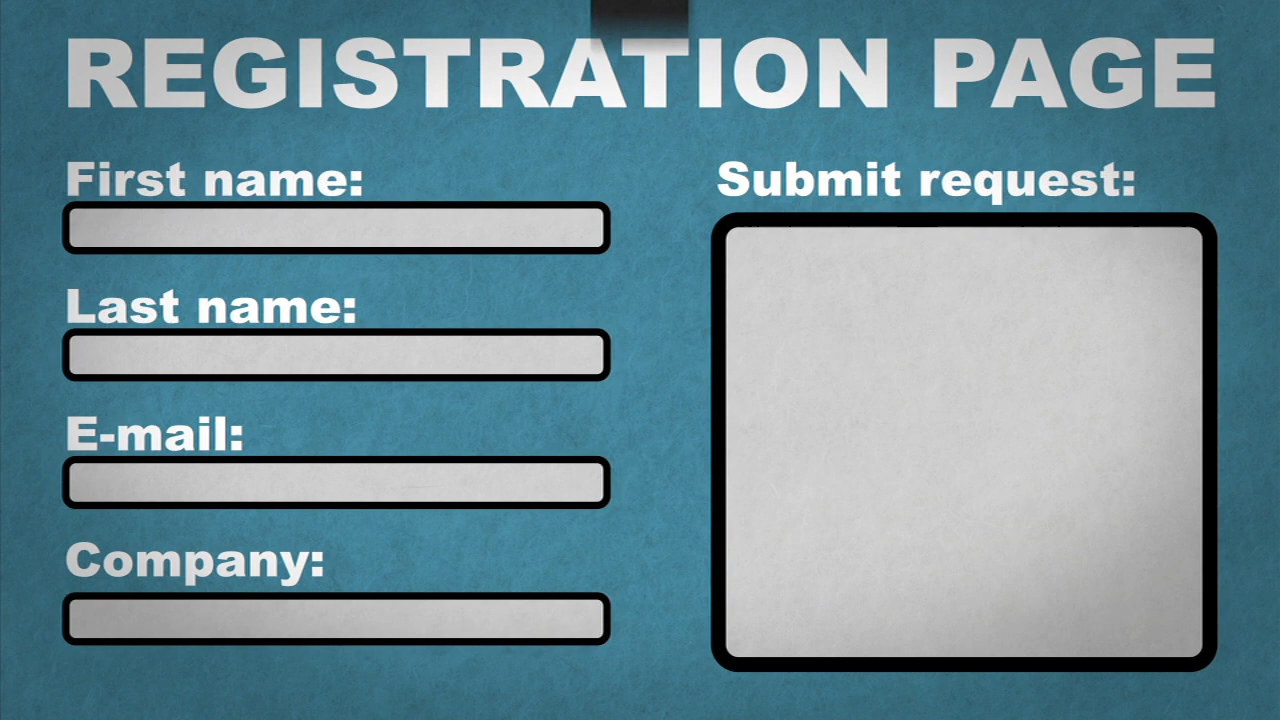 REGISTRATION PAGE
First name:
Last name:
E-mail:
Company:
Submit request: